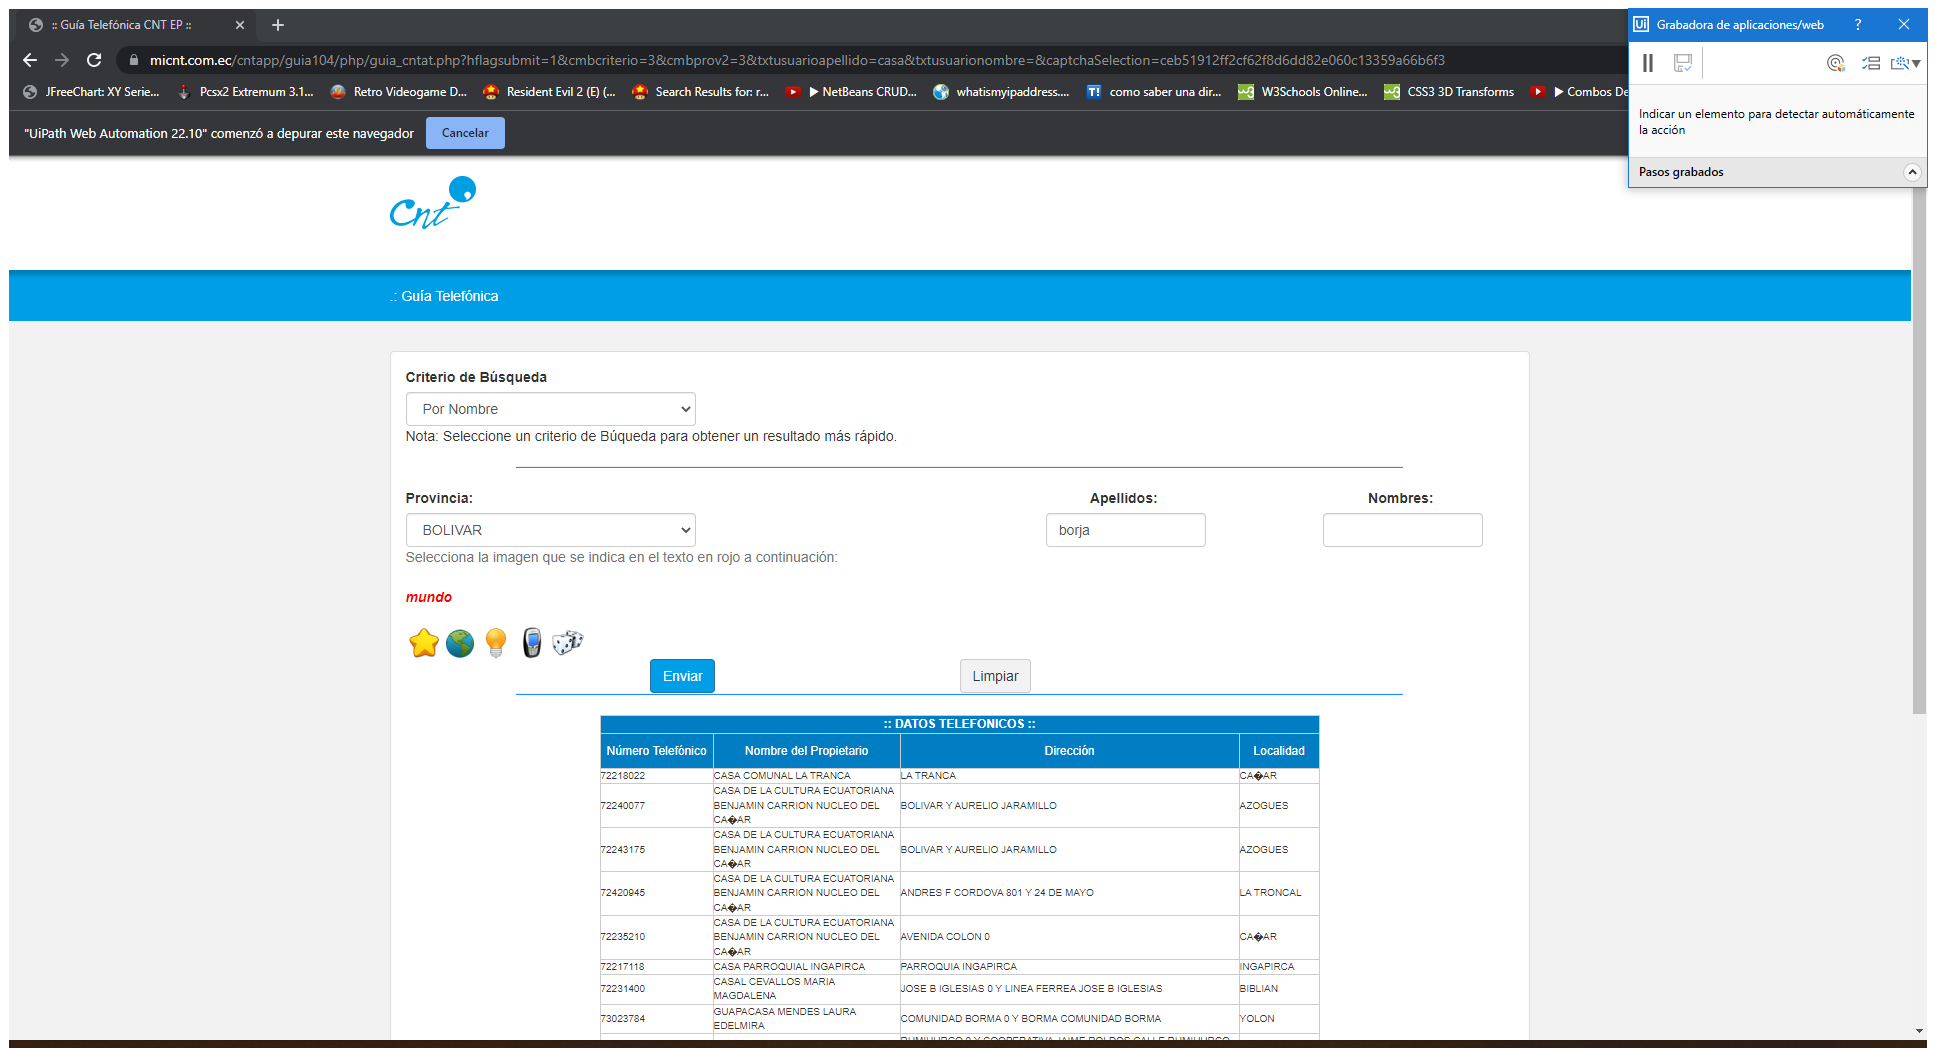 :: Guía Telefónica CNT EP ::
Grabadora de aplicaciones/web ?
micnt.com.ec/cntapp/guia104/php/guia_cntat.php?hflagsubmit=1&cmbcriterio=3&cmbprov2=3&txtusuarioapellido=casa&txtusuarionombre=&captchaSelection=ceb51912ff2cf62f8d6dd82e060c13359a66b6f3
JFreeChart: XY Serie... Pcsx2 Extremum 3.1... Retro Videogame D... Resident Evil 2 (E) (... Search Results for: r... ▶ NetBeans CRUD... whatismyipaddress.... T! como saber una dir... W3Schools Online... CSS3 3D Transforms ▶ Combos De
Indicar un elemento para detectar automáticamente
la acción
"UiPath Web Automation 22.10" comenzó a depurar este navegador Cancelar
Pasos grabados
Cnt
.: Guía Telefónica
Criterio de Búsqueda
Por Nombre
Nota: Seleccione un criterio de Búqueda para obtener un resultado más rápido.
Provincia: Apellidos: Nombres:
BOLIVAR borja
Selecciona la imagen que se indica en el texto en rojo a continuación:
mundo
Enviar Limpiar
:: DATOS TELEFONICOS ::
Número Telefónico Nombre del Propietario Dirección Localidad
72218022 CASA COMUNAL LA TRANCA LA TRANCA CA�AR
72240077 CASA DE LA CULTURA ECUATORIANA
BENJAMIN CARRION NUCLEO DEL
CA�AR BOLIVAR Y AURELIO JARAMILLO AZOGUES
72243175 CASA DE LA CULTURA ECUATORIANA
BENJAMIN CARRION NUCLEO DEL
CA�AR BOLIVAR Y AURELIO JARAMILLO AZOGUES
72420945 CASA DE LA CULTURA ECUATORIANA
BENJAMIN CARRION NUCLEO DEL
CA�AR ANDRES F CORDOVA 801 Y 24 DE MAYO LA TRONCAL
72235210 CASA DE LA CULTURA ECUATORIANA
BENJAMIN CARRION NUCLEO DEL
CA�AR AVENIDA COLON 0 CA�AR
72217118 CASA PARROQUIAL INGAPIRCA PARROQUIA INGAPIRCA INGAPIRCA
72231400 CASAL CEVALLOS MARIA
MAGDALENA JOSE B IGLESIAS 0 Y LINEA FERREA JOSE B IGLESIAS BIBLIAN
73023784 GUAPACASA MENDES LAURA
EDELMIRA COMUNIDAD BORMA 0 Y BORMA COMUNIDAD BORMA YOLON